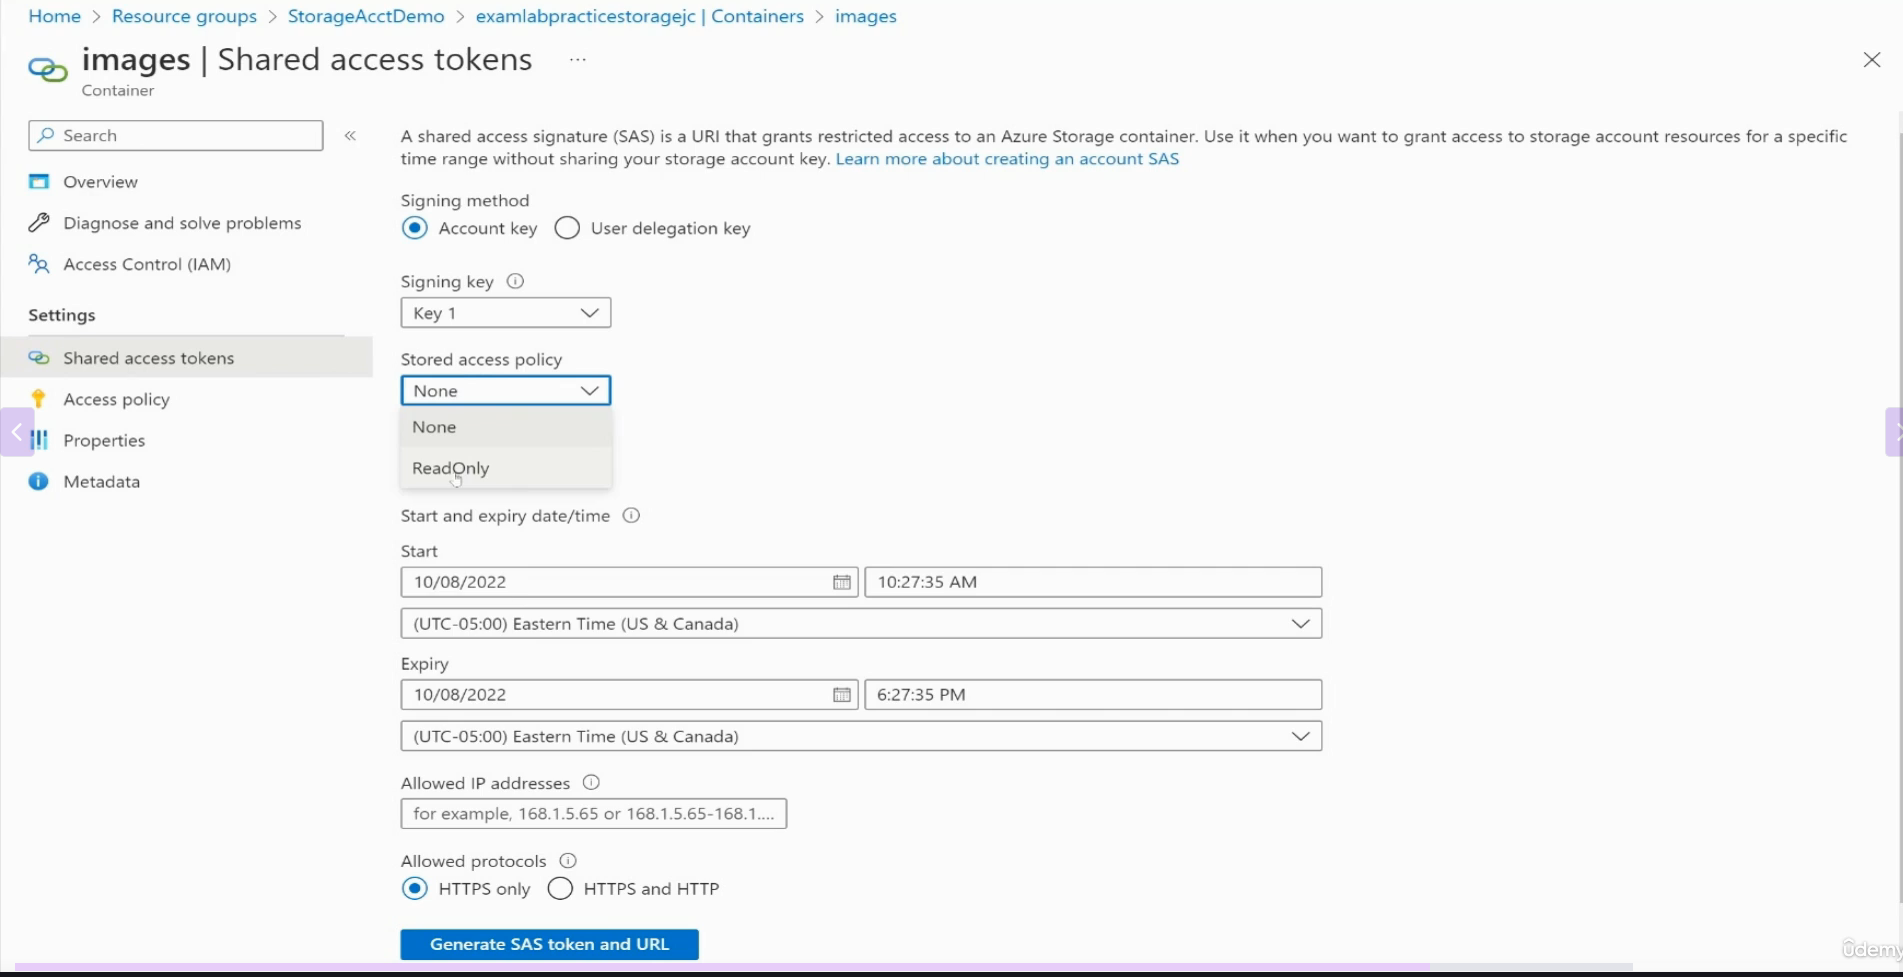 Home > Resource groups > StorageAcctDemo > examlabpracticestoragejc | Containers > images
images | Shared access tokens ...
Container
Search «
Overview
Diagnose and solve problems
Access Control (IAM)
Settings
Shared access tokens
Access policy
Properties
Metadata
A shared access signature (SAS) is a URI that grants restricted access to an Azure Storage container. Use it when you want to grant access to storage account resources for a specific
time range without sharing your storage account key. Learn more about creating an account SAS
Signing method
Account key User delegation key
Signing key
Key 1
Stored access policy
None
None
ReadOnly
Start and expiry date/time
Start
10/08/2022 10:27:35 AM
(UTC-05:00) Eastern Time (US & Canada)
Expiry
10/08/2022 6:27:35 PM
(UTC-05:00) Eastern Time (US & Canada)
Allowed IP addresses
for example, 168.1.5.65 or 168.1.5.65-168.1....
Allowed protocols
HTTPS only HTTPS and HTTP
Generate SAS token and URL
ûdemy